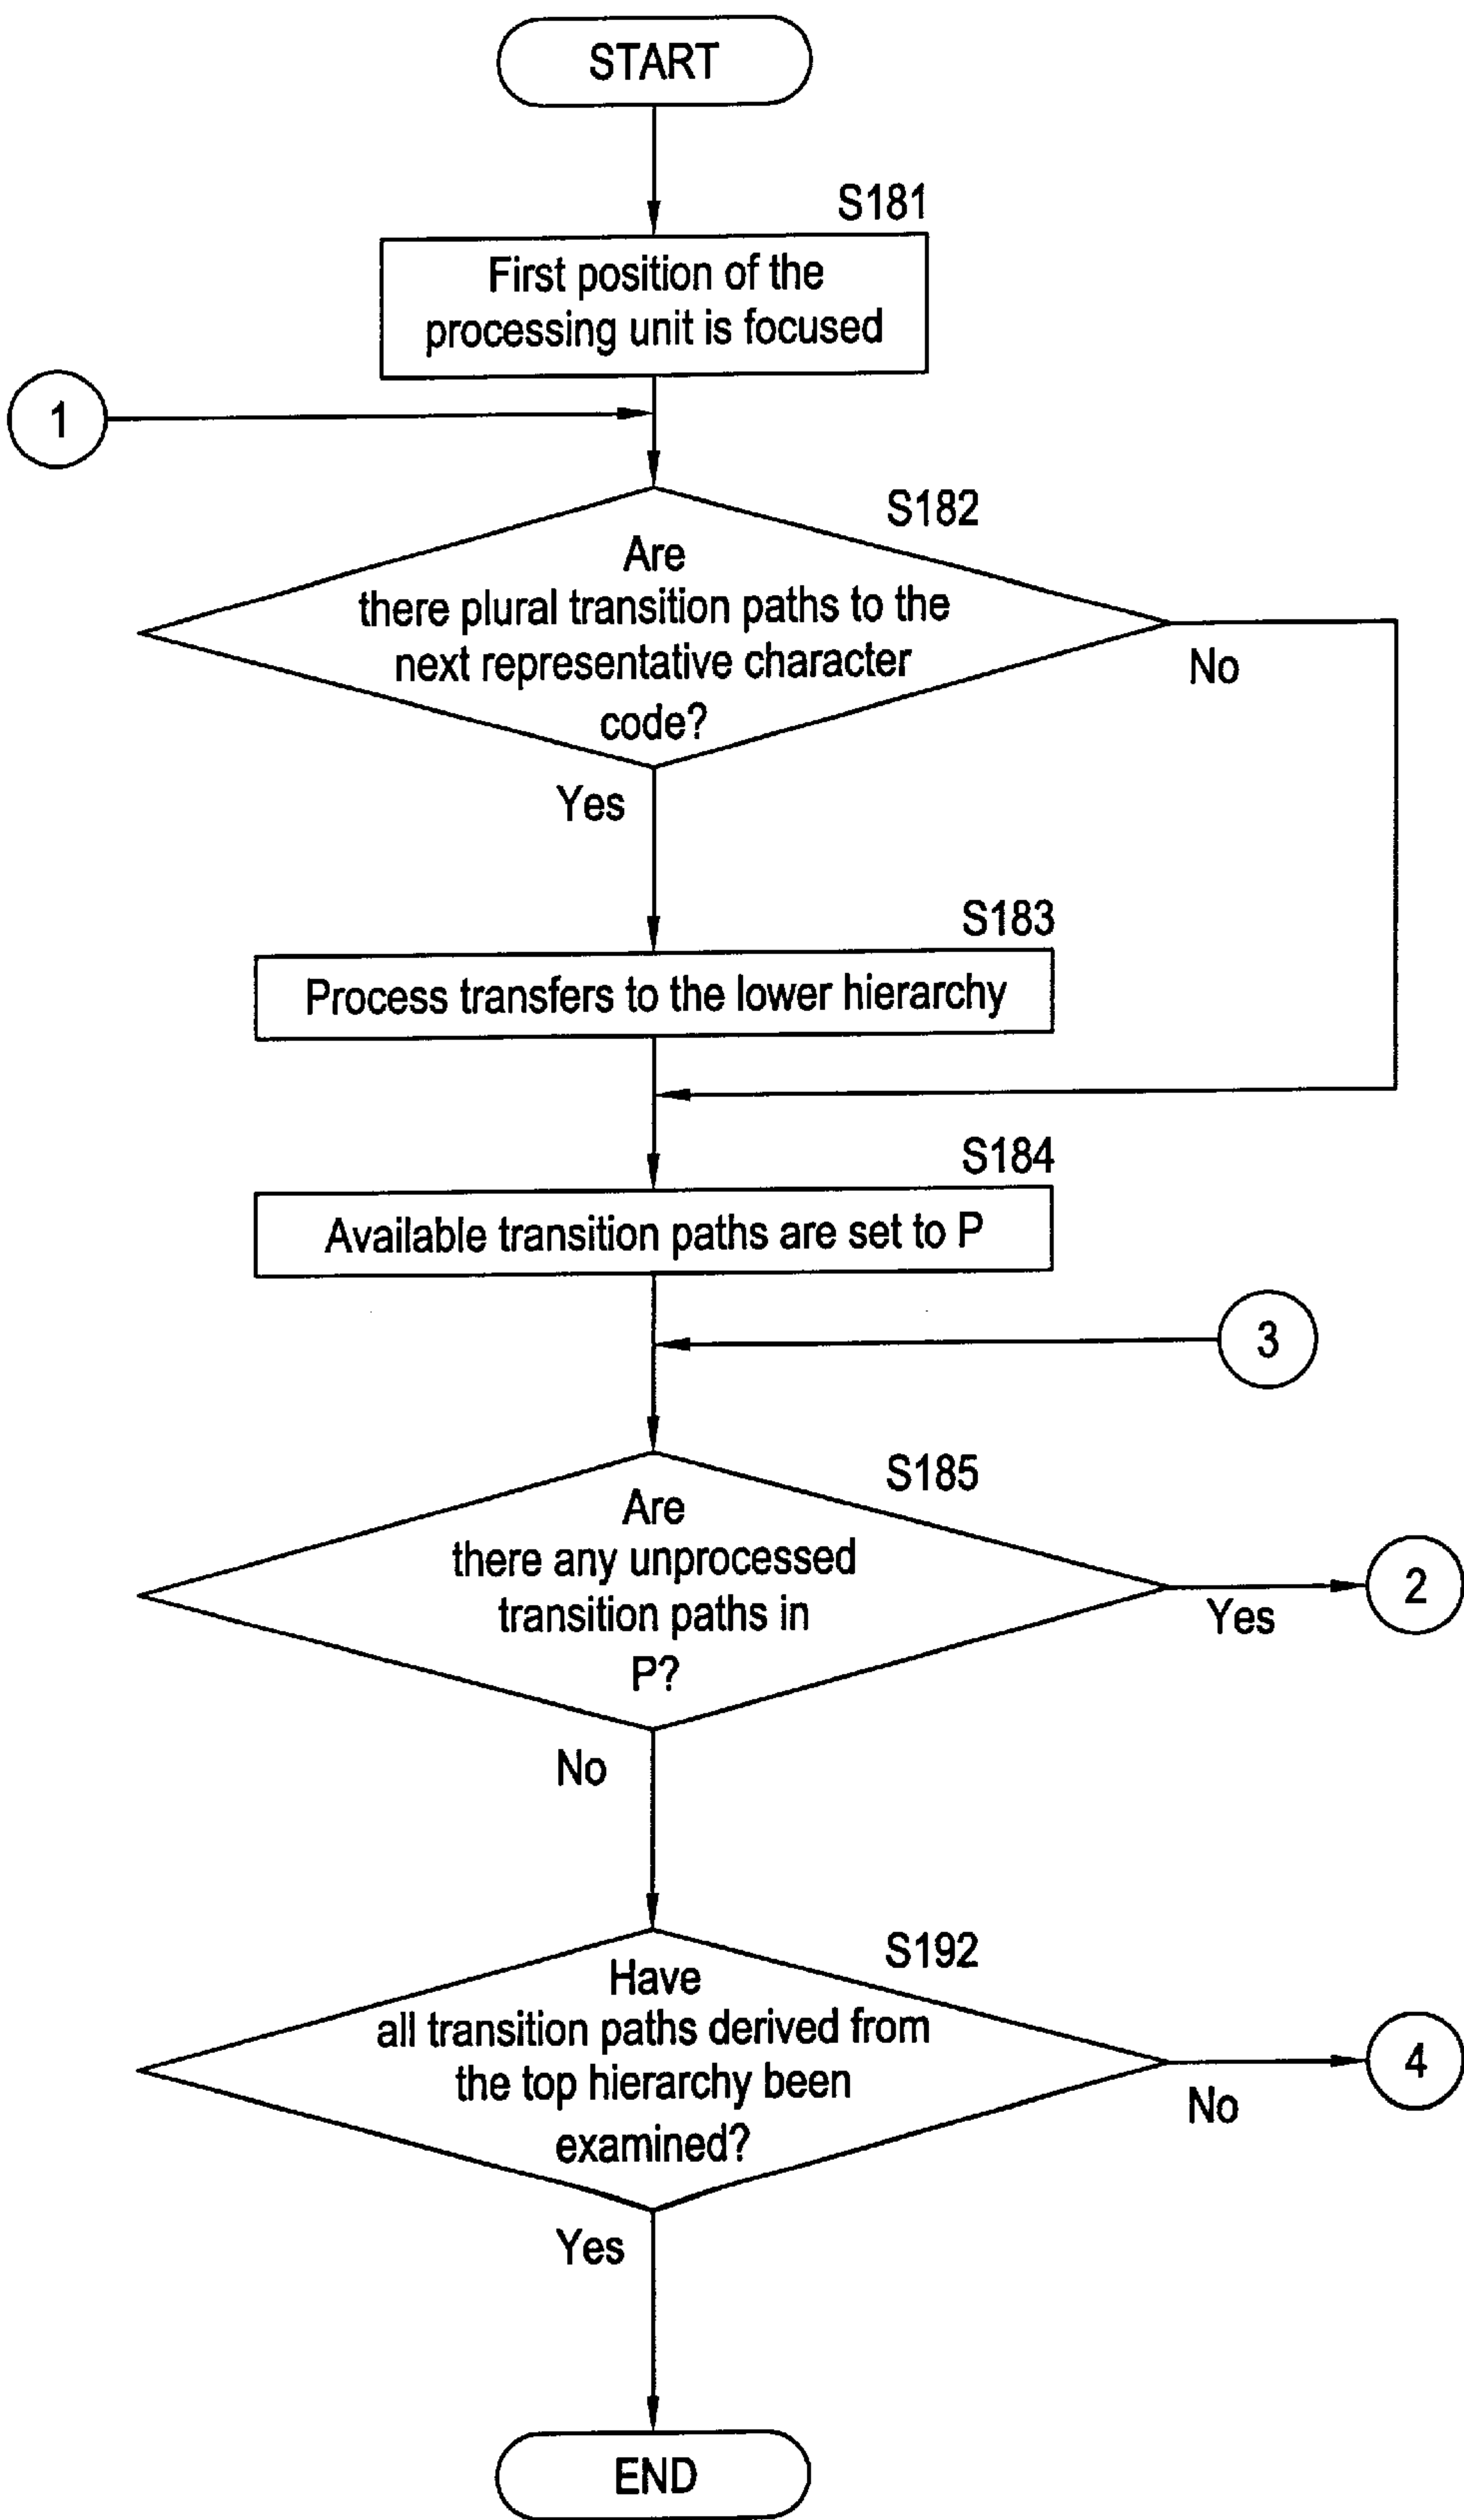 START
S181
First position of the
processing unit is focused
1
S182
Are
there plural transition paths to the
next representative character
code?
No
Yes
S183
Process transfers to the lower hierarchy
S184
Available transition paths are set to P
3
S185
Are
there any unprocessed
transition paths in
P?
Yes
2
No
S192
Have
all transition paths derived from
the top hierarchy been
examined?
No
4
Yes
END